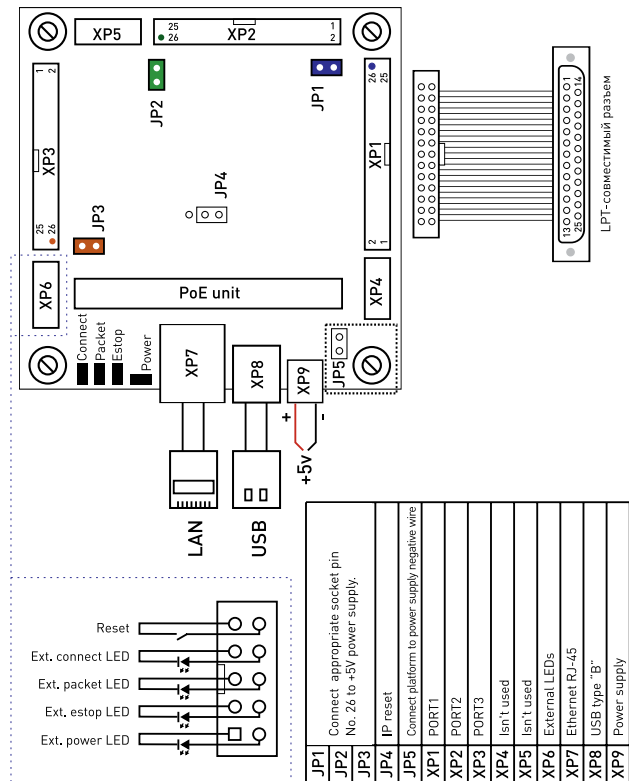 25
26
1
2
XP5
XP2
JP2
JP1
26
25
1
2
XP3
XP1
JP4
JP3
25
26
2
1
XP6
PoE unit
XP4
Connect
Packet
Estop
Power
XP7
XP8
XP9
JP5
+
-
+5v
LAN
USB
1
14
13
25
LPT-совместимый разъем
Reset
Ext. connect LED
Ext. packet LED
Ext. estop LED
Ext. power LED
JP1
JP2
JP3
Connect appropriate socket pin
No. 26 to +5V power supply.
JP4 IP reset
JP5 Connect platform to power supply negative wire
XP1 PORT1
XP2 PORT2
XP3 PORT3
XP4 Isn't used
XP5 Isn't used
XP6 External LEDs
XP7 Ethernet RJ-45
XP8 USB type "B"
XP9 Power supply